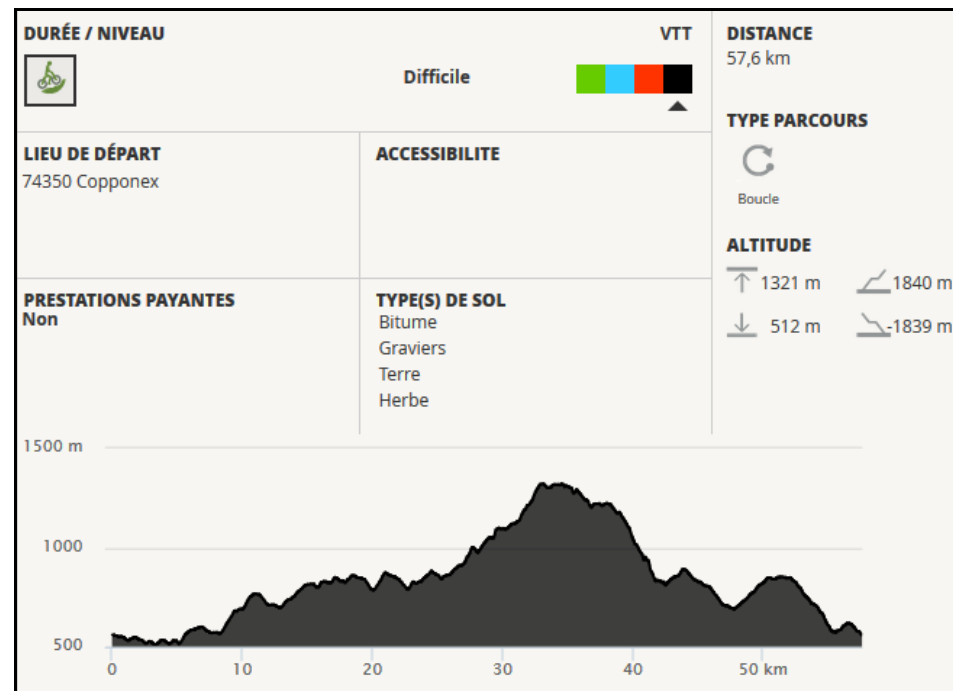 DURÉE / NIVEAU
VTT
Difficile
DISTANCE
57,6 km
TYPE PARCOURS
Boucle
LIEU DE DÉPART
74350 Copponex
ACCESSIBILITE
ALTITUDE
1321 m
1840 m
512 m
-1839 m
PRESTATIONS PAYANTES
Non
TYPE(S) DE SOL
Bitume
Graviers
Terre
Herbe
1500 m
1000
500
0 10 20 30 40 50 km